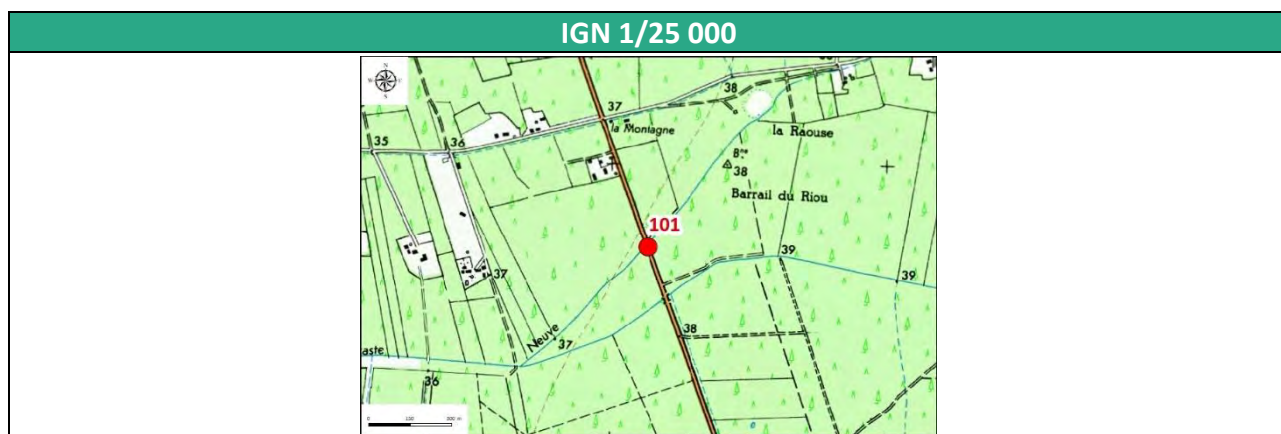 IGN 1/25 000
N
38
37
la Montagne
la Raouse
35
36
Bne
38
Barrail du Riou
101
39
37
39
Neuve
38
37
aste
36
0 100 200 m